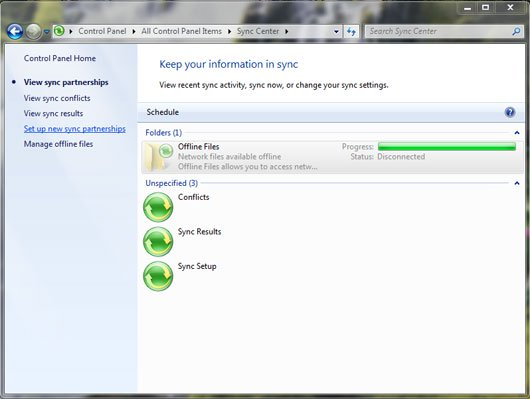 Control Panel
All Control Panel Items
Sync Center
Search Sync Center
Control Panel Home
View sync partnerships
View sync conflicts
View sync results
Set up new sync partnerships
Manage offline files
Keep your information in sync
View recent sync activity, sync now, or change your sync settings.
Schedule
Folders (1)
Offline Files
Network files available offline
Offline Files allows you to access netw...
Progress:
Status: Disconnected
Unspecified (3)
Conflicts
Sync Results
Sync Setup